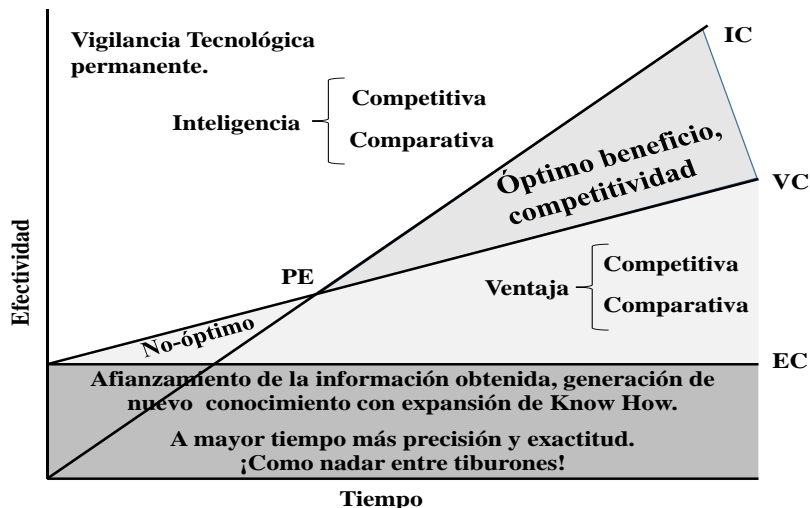 Vigilancia Tecnológica
permanente.
IC
Inteligencia
Competitiva
Comparativa
Óptimo beneficio,
competitividad
VC
Efectividad
PE
Ventaja
Competitiva
Comparativa
No-óptimo
EC
Afianzamiento de la información obtenida, generación de
nuevo conocimiento con expansión de Know How.
A mayor tiempo más precisión y exactitud.
¡Como nadar entre tiburones!
Tiempo